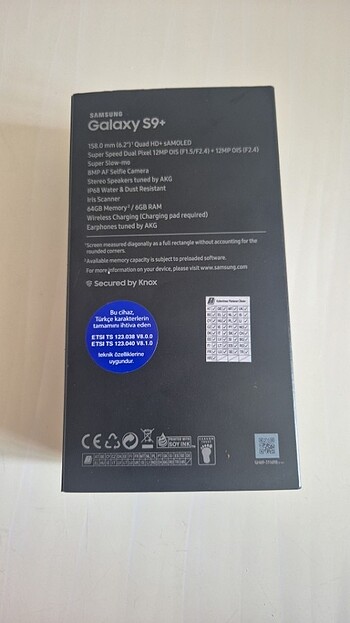 SAMSUNG
Galaxy S9+
158.0 mm (6.2")¹ Quad HD+ sAMOLED
Super Speed Dual Pixel 12MP OIS (F1.5/F2.4) + 12MP OIS (F2.4)
Super Slow-mo
8MP AF Selfie Camera
Stereo Speakers tuned by AKG
IP68 Water & Dust Resistant
Iris Scanner
64GB Memory² / 6GB RAM
Wireless Charging (Charging pad required)
Earphones tuned by AKG
¹Screen measured diagonally as a full rectangle without accounting for the
rounded corners.
²Available memory capacity is subject to preloaded software.
For more information on your device, please visit www.samsung.com
Secured by Knox
Bu cihaz,
Türkçe karakterlerin
tamamını ihtiva eden
ETSI TS 123.038 V8.0.0
ETSI TS 123.040 V8.1.0
teknik özelliklerine
uygundur.
CE
PRINTED WITH
SOY INK